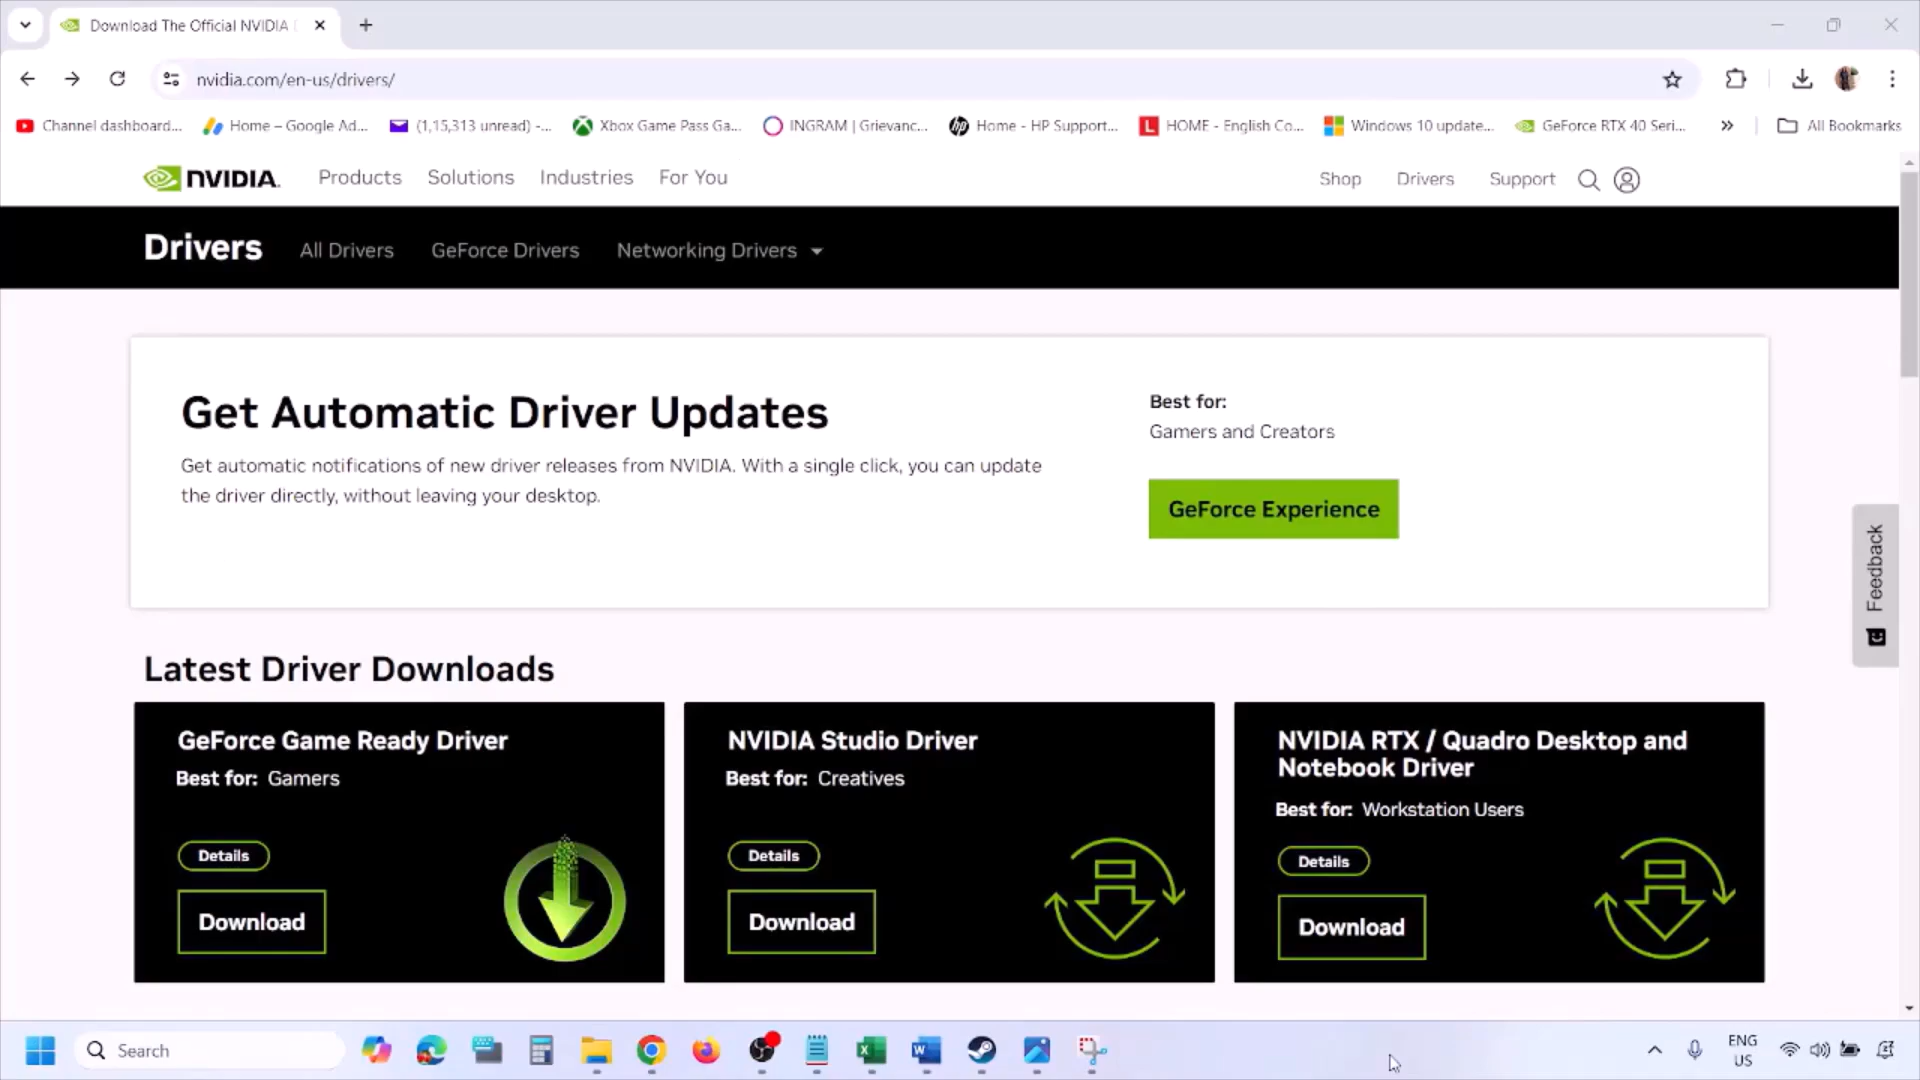 Download The Official NVIDIA
nvidia.com/en-us/drivers/
Channel dashboard...
Home – Google Ad...
(1,15,313 unread) -...
Xbox Game Pass Ga...
INGRAM | Grievanc...
Home - HP Support...
HOME - English Co...
Windows 10 update...
GeForce RTX 40 Seri...
All Bookmarks
NVIDIA.
Products
Solutions
Industries
For You
Shop
Drivers
Support
Drivers
All Drivers
GeForce Drivers
Networking Drivers
Get Automatic Driver Updates
Get automatic notifications of new driver releases from NVIDIA. With a single click, you can update
the driver directly, without leaving your desktop.
Best for:
Gamers and Creators
GeForce Experience
Feedback
Latest Driver Downloads
GeForce Game Ready Driver
Best for: Gamers
Details
Download
NVIDIA Studio Driver
Best for: Creatives
Details
Download
NVIDIA RTX / Quadro Desktop and
Notebook Driver
Best for: Workstation Users
Details
Download
Search
ENG
US